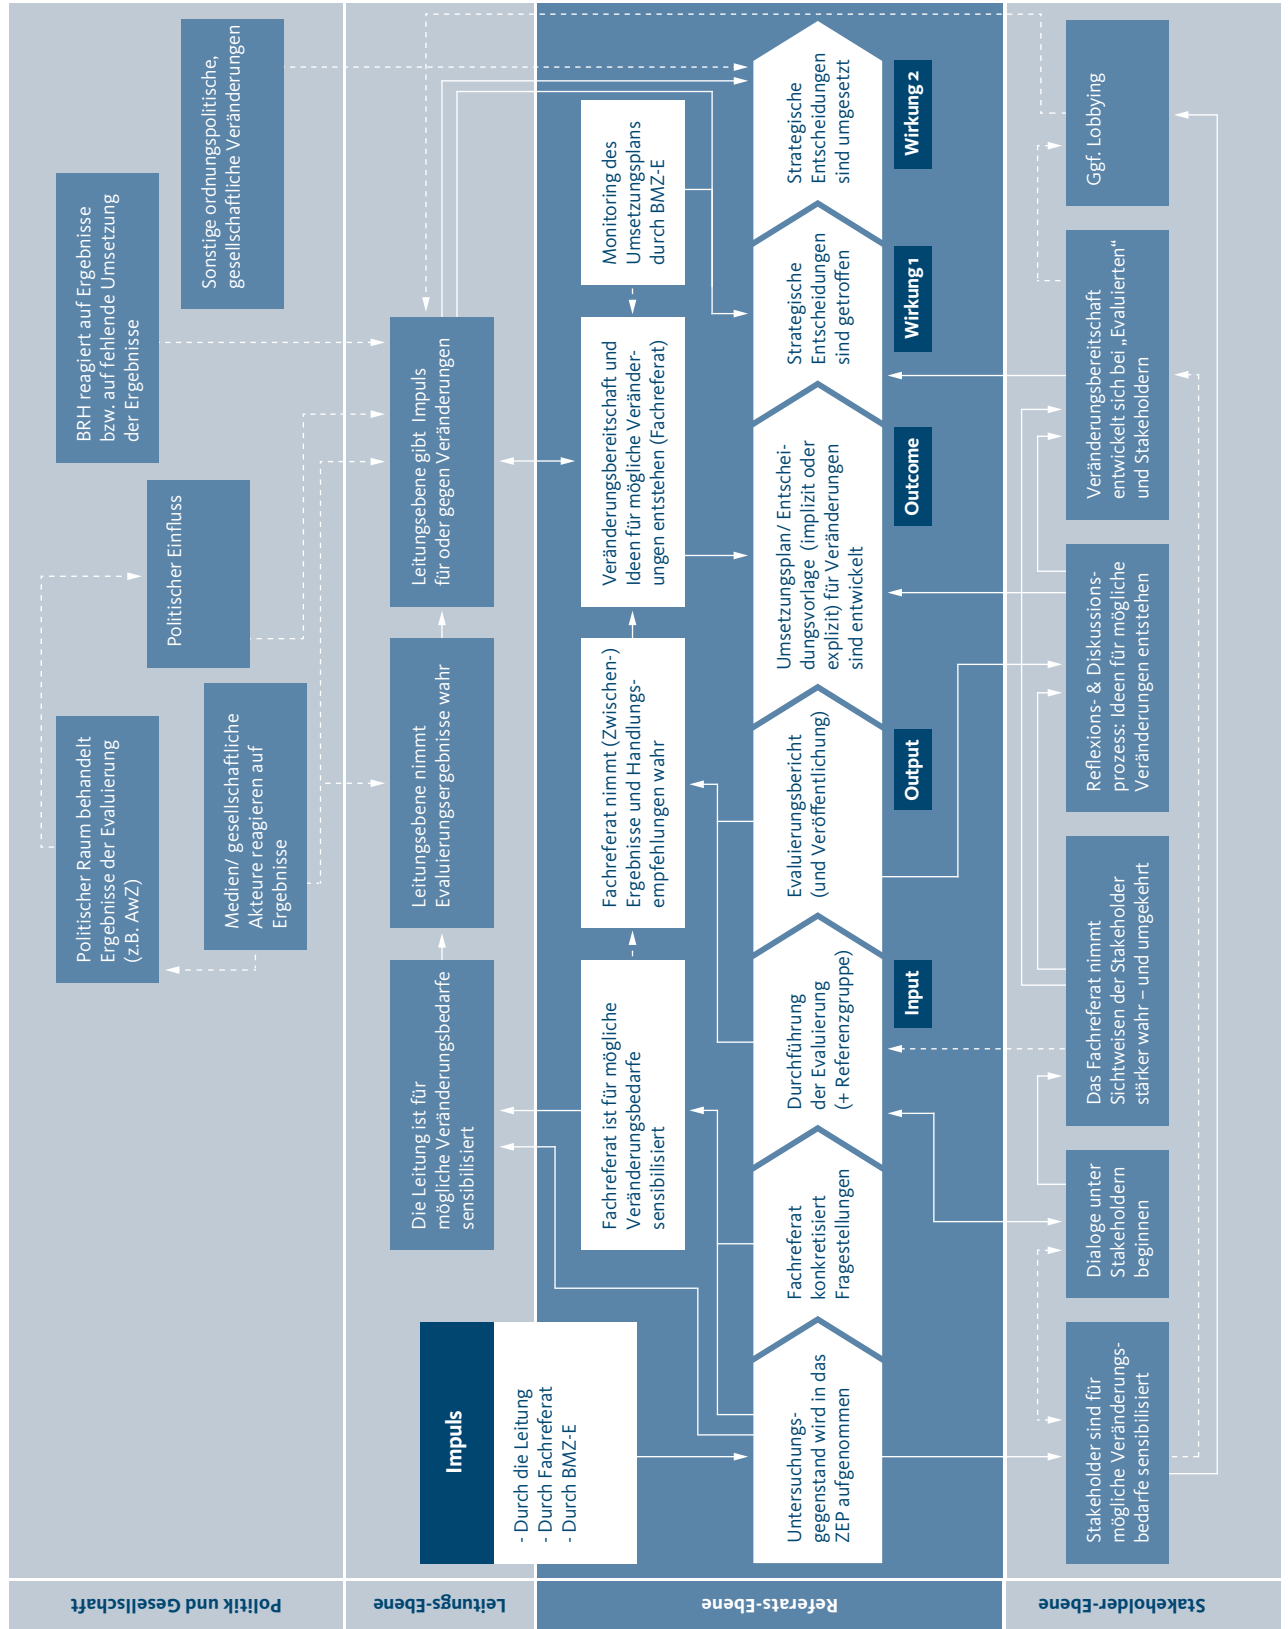 Politik und Gesellschaft
Politischer Raum behandelt
Ergebnisse der Evaluierung
(z.B. AwZ)
Medien/ gesellschaftliche
Akteure reagieren auf
Ergebnisse
Politischer Einfluss
BRH reagiert auf Ergebnisse
bzw. auf fehlende Umsetzung
der Ergebnisse
Sonstige ordnungspolitische,
gesellschaftliche Veränderungen
Leitungs-Ebene
Impuls
- Durch die Leitung
- Durch Fachreferat
- Durch BMZ-E
Die Leitung ist für
mögliche Veränderungsbedarfe
sensibilisiert
Leitungsebene nimmt
Evaluierungsergebnisse wahr
Leitungsebene gibt Impuls
für oder gegen Veränderungen
Referats-Ebene
Fachreferat ist für mögliche
Veränderungsbedarfe
sensibilisiert
Fachreferat nimmt (Zwischen-)
Ergebnisse und Handlungs-
empfehlungen wahr
Veränderungsbereitschaft und
Ideen für mögliche Veränder-
ungen entstehen (Fachreferat)
Monitoring des
Umsetzungsplans
durch BMZ-E
Untersuchungs-
gegenstand wird in das
ZEP aufgenommen
Fachreferat
konkretisiert
Fragestellungen
Durchführung
der Evaluierung
(+ Referenzgruppe)
Evaluierungsbericht
(und Veröffentlichung)
Umsetzungsplan/ Entschei-
dungsvorlage (implizit oder
explizit) für Veränderungen
sind entwickelt
Strategische
Entscheidungen
sind getroffen
Strategische
Entscheidungen
sind umgesetzt
Input
Output
Outcome
Wirkung 1
Wirkung 2
Stakeholder-Ebene
Stakeholder sind für
mögliche Veränderungs-
bedarfe sensibilisiert
Dialoge unter
Stakeholdern
beginnen
Das Fachreferat nimmt
Sichtweisen der Stakeholder
stärker wahr – und umgekehrt
Reflexions- & Diskussions-
prozess: Ideen für mögliche
Veränderungen entstehen
Veränderungsbereitschaft
entwickelt sich bei „Evaluierten“
und Stakeholdern
Ggf. Lobbying